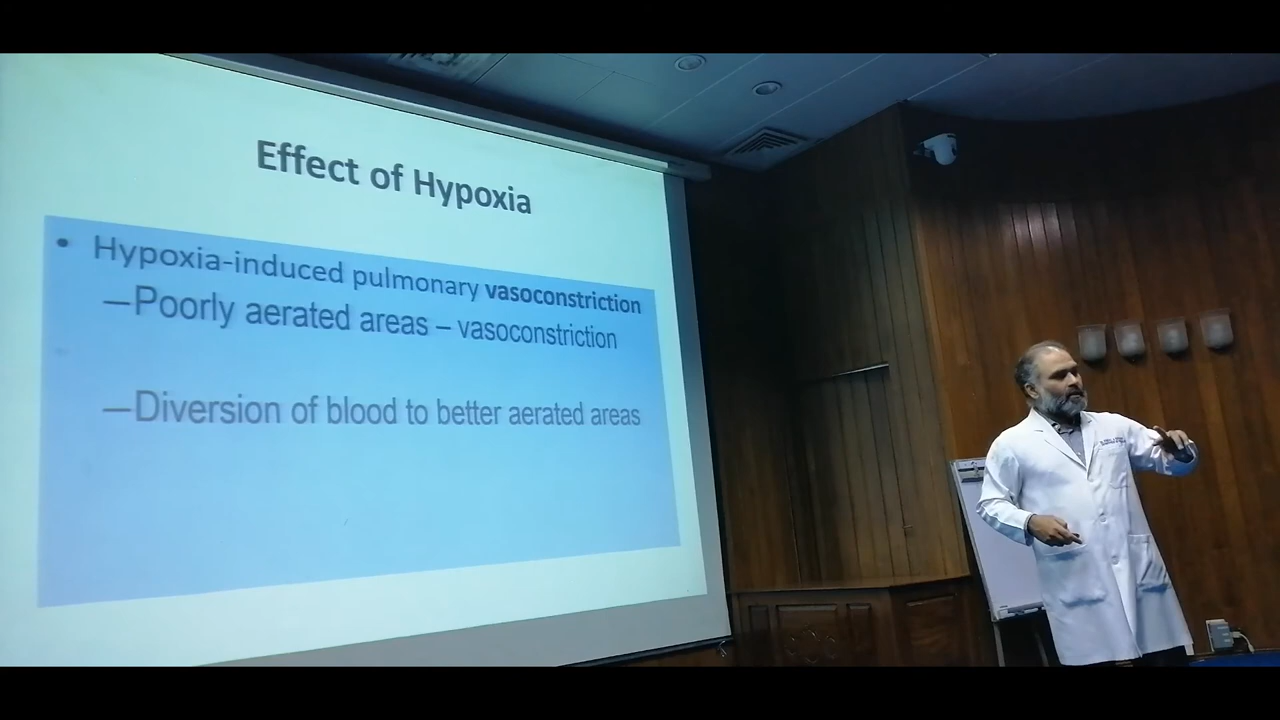 Effect of Hypoxia
• Hypoxia-induced pulmonary vasoconstriction
—Poorly aerated areas – vasoconstriction
—Diversion of blood to better aerated areas